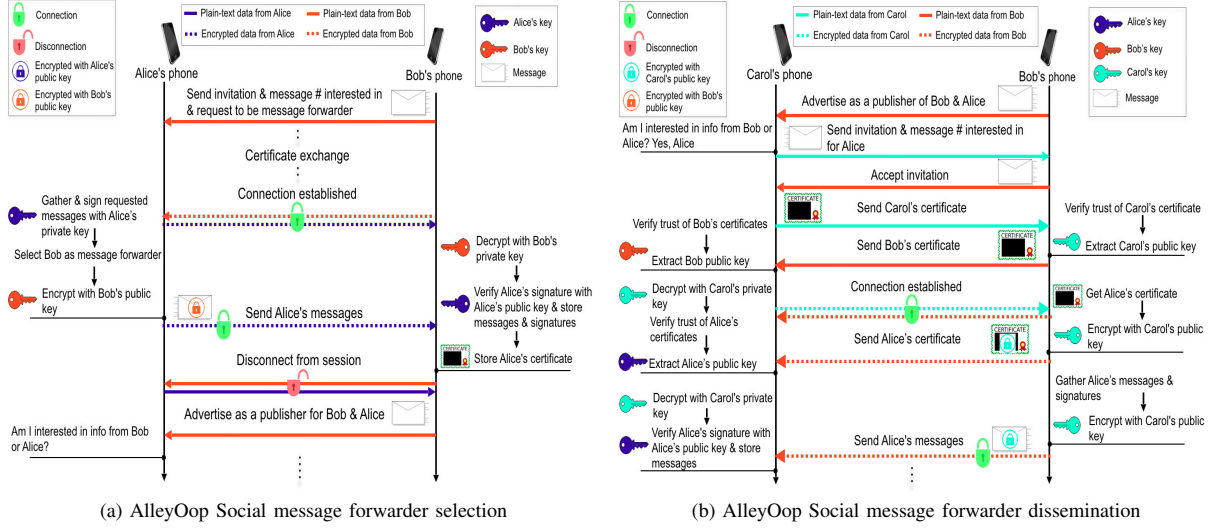 Connection
Disconnection
Encrypted with Alice's
public key
Encrypted with Bob's
public key
Plain-text data from Alice
Plain-text data from Bob
Encrypted data from Alice
Encrypted data from Bob
Alice's key
Bob's key
Message
Alice's phone
Bob's phone
Send invitation & message # interested in
& request to be message forwarder
Certificate exchange
Connection established
Gather & sign requested
messages with Alice's
private key
Select Bob as message forwarder
Encrypt with Bob's public
key
Decrypt with Bob's
private key
Verify Alice's signature with
Alice's public key & store
messages & signatures
Send Alice's messages
CERTIFICATE
Store Alice's certificate
Disconnect from session
Advertise as a publisher for Bob & Alice
Am I interested in info from Bob
or Alice?
(a) AlleyOop Social message forwarder selection
Connection
Disconnection
Encrypted with
Carol's public key
Encrypted with Bob's
public key
Plain-text data from Carol
Plain-text data from Bob
Encrypted data from Carol
Encrypted data from Bob
Alice's key
Bob's key
Carol's key
Message
Carol's phone
Bob's phone
Advertise as a publisher of Bob & Alice
Am I interested in info from Bob or
Alice? Yes, Alice
Send invitation & message # interested in
for Alice
Accept invitation
CERTIFICATE
Send Carol's certificate
Verify trust of Bob's certificates
Extract Bob public key
Verify trust of Carol's certificate
Extract Carol's public key
Send Bob's certificate
CERTIFICATE
Decrypt with Carol's private
key
Verify trust of Alice's
certificates
Extract Alice's public key
Connection established
CERTIFICATE
Get Alice's certificate
Encrypt with Carol's public
key
Send Alice's certificate
CERTIFICATE
Gather Alice's messages &
signatures
Encrypt with Carol's public
key
Decrypt with Carol's private
key
Verify Alice's signature with
Alice's public key & store
messages
Send Alice's messages
(b) AlleyOop Social message forwarder dissemination